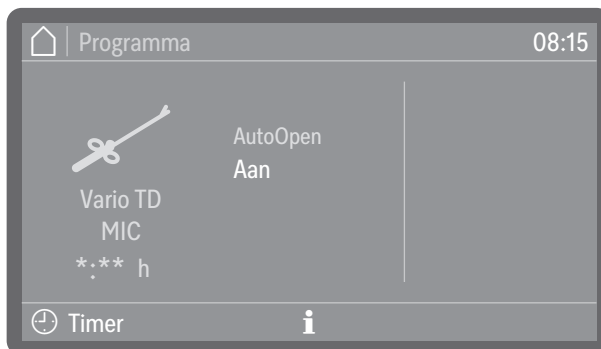 Programma
08:15
AutoOpen
Aan
Vario TD
MIC
*:** h
Timer
i